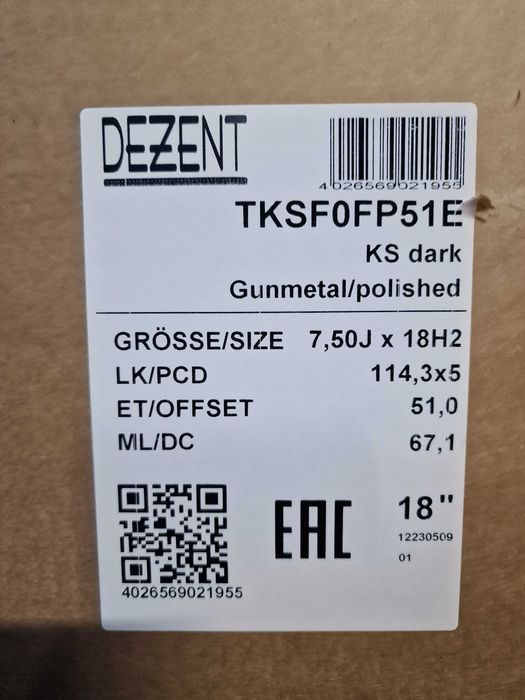 DEZENT
4026569021955
TKSF0FP51E
KS dark
Gunmetal/polished
GRÖSSE/SIZE 7,50J x 18H2
LK/PCD 114,3x5
ET/OFFSET 51,0
ML/DC 67,1
EAC 18"
12230509
01
4026569021955